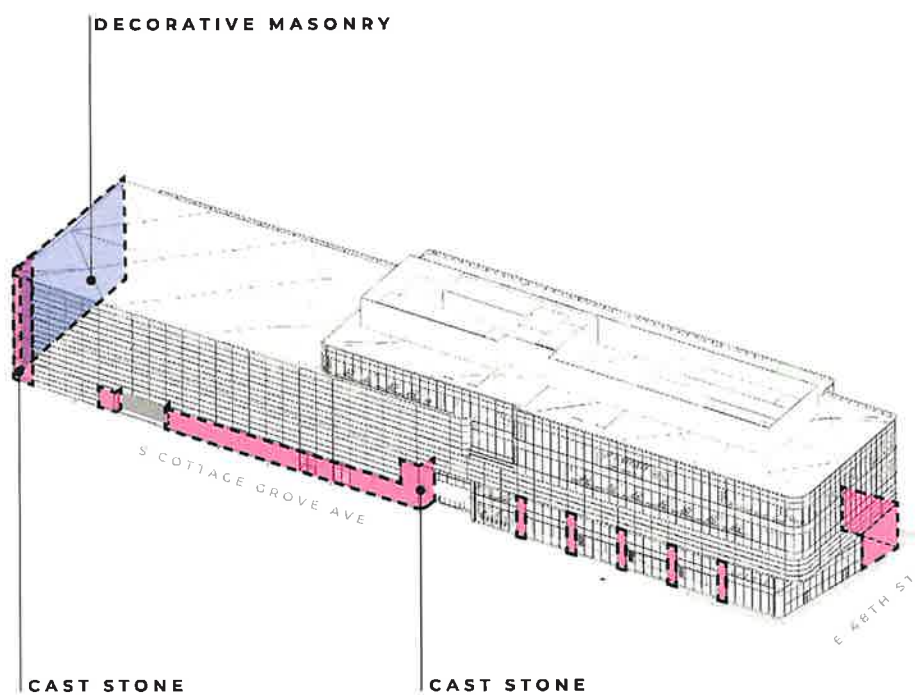 DECORATIVE MASONRY
S COTTAGE GROVE AVE
E 48TH ST
CAST STONE
CAST STONE